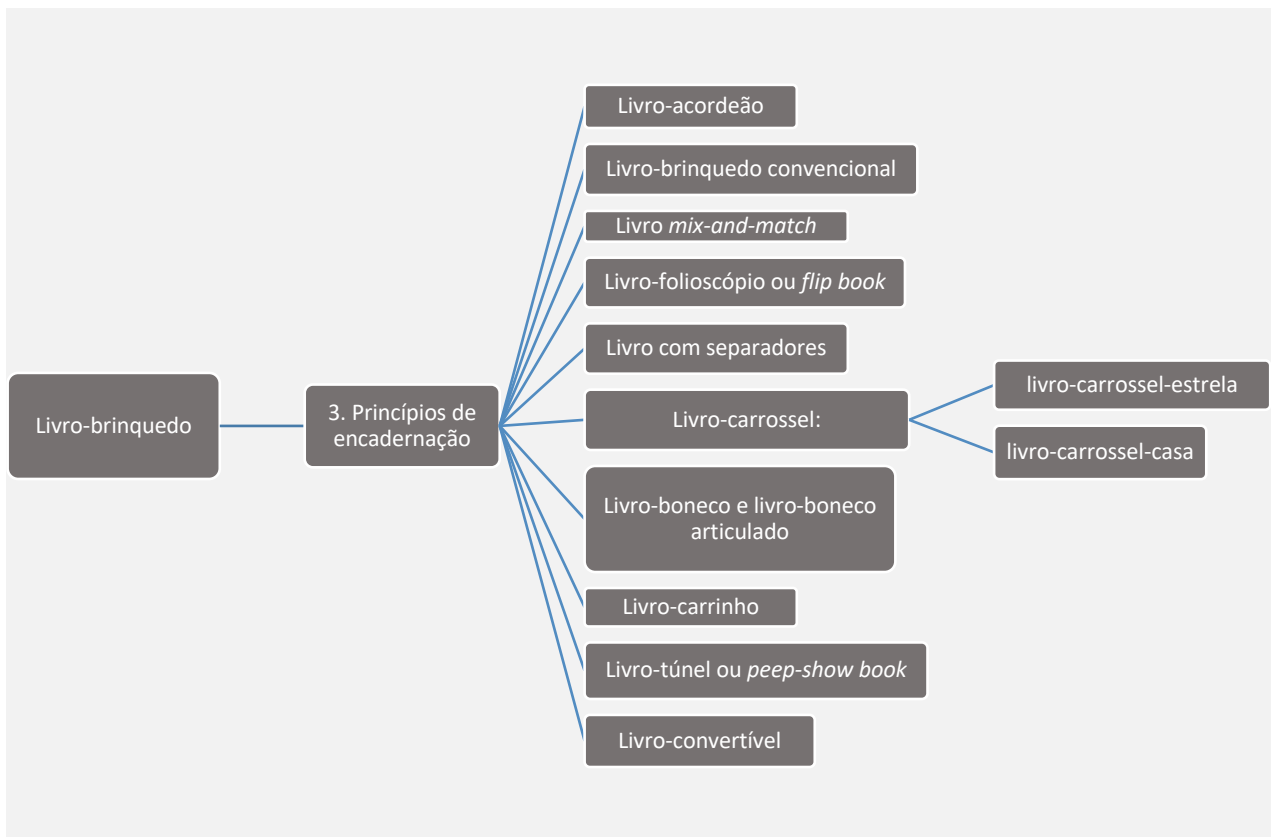 Livro-brinquedo
3. Princípios de
encadernação
Livro-acordeão
Livro-brinquedo convencional
Livro mix-and-match
Livro-folioscópio ou flip book
Livro com separadores
Livro-carrossel:
livro-carrossel-estrela
livro-carrossel-casa
Livro-boneco e livro-boneco
articulado
Livro-carrinho
Livro-túnel ou peep-show book
Livro-convertível